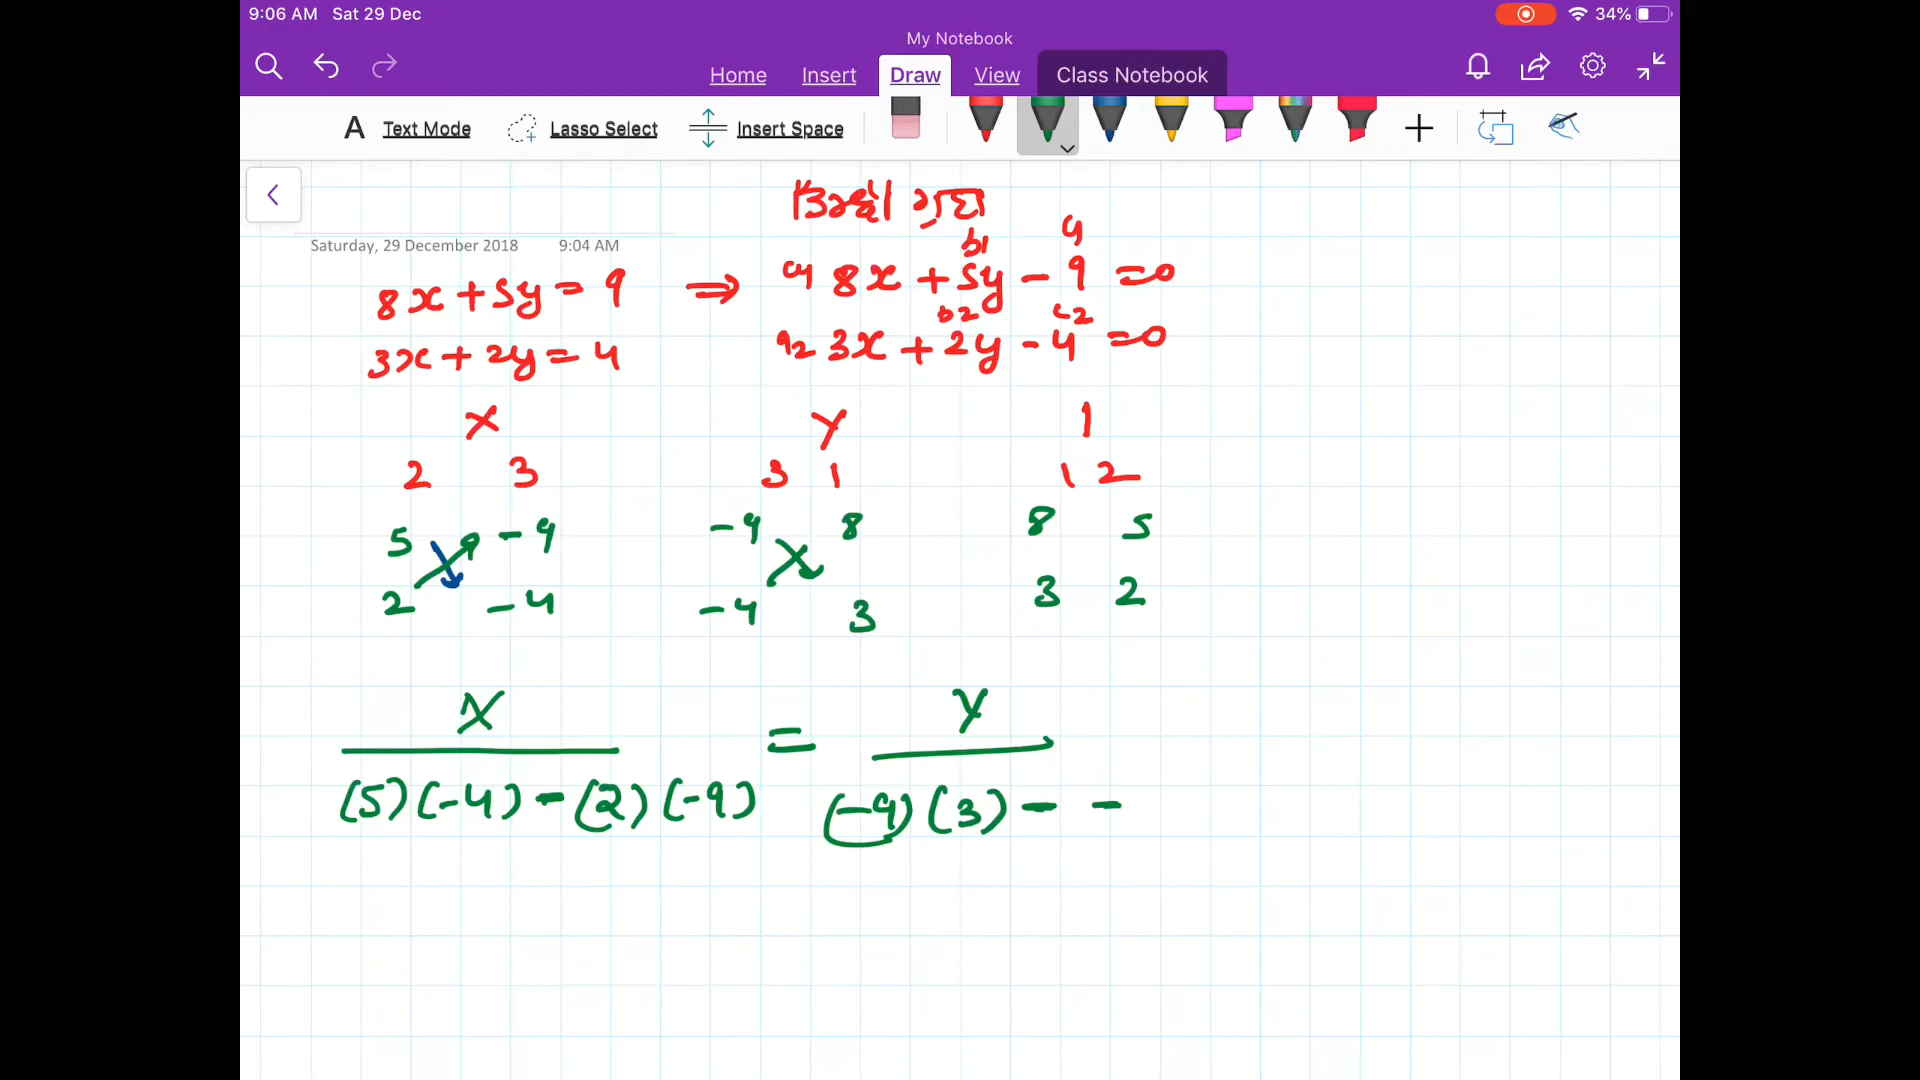 9:06 AM Sat 29 Dec
34%
My Notebook
Home Insert Draw View Class Notebook
A Text Mode Lasso Select Insert Space
Saturday, 29 December 2018 9:04 AM
b1 c1
8x + 5y = 9 ⇒ a1 8x + 5y - 9 = 0
b2 c2
3x + 2y = 4 a2 3x + 2y - 4 = 0
x y 1
2 3 3 1 1 2
5 -9 -9 8 8 5
2 -4 -4 3 3 2
x = y
(5)(-4) - (2)(-9) (-9)(3) - -